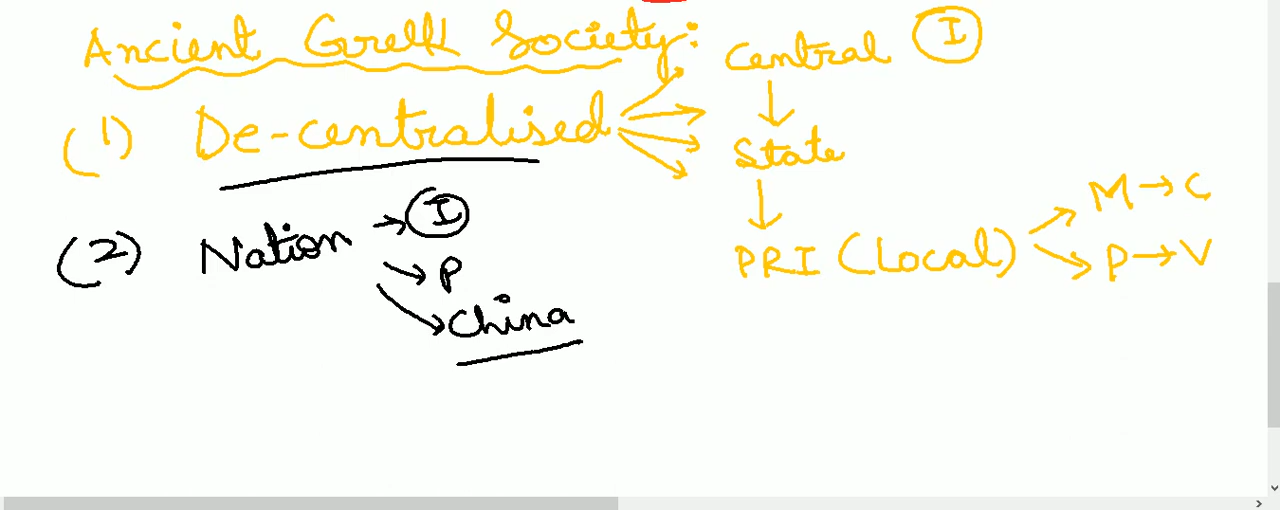 Ancient Greek Society:
(1) De-centralised
Central I
State
PRI (Local)
M → C
P → V
(2) Nation → I
→ P
→ China